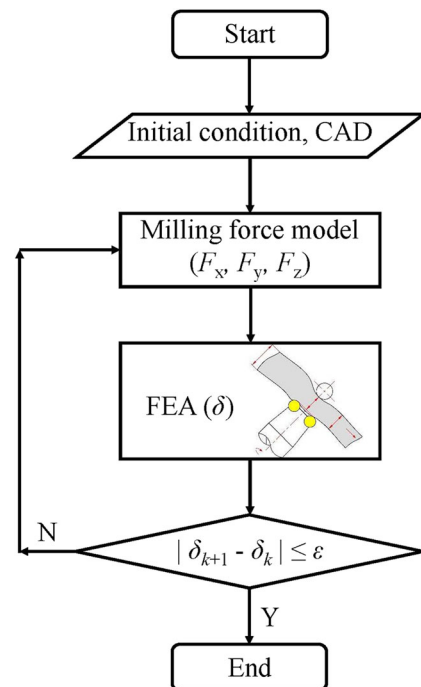 Start
Initial condition, CAD
Milling force model
(Fx, Fy, Fz)
FEA (δ)
N
| δk+1 - δk | ≤ ε
Y
End